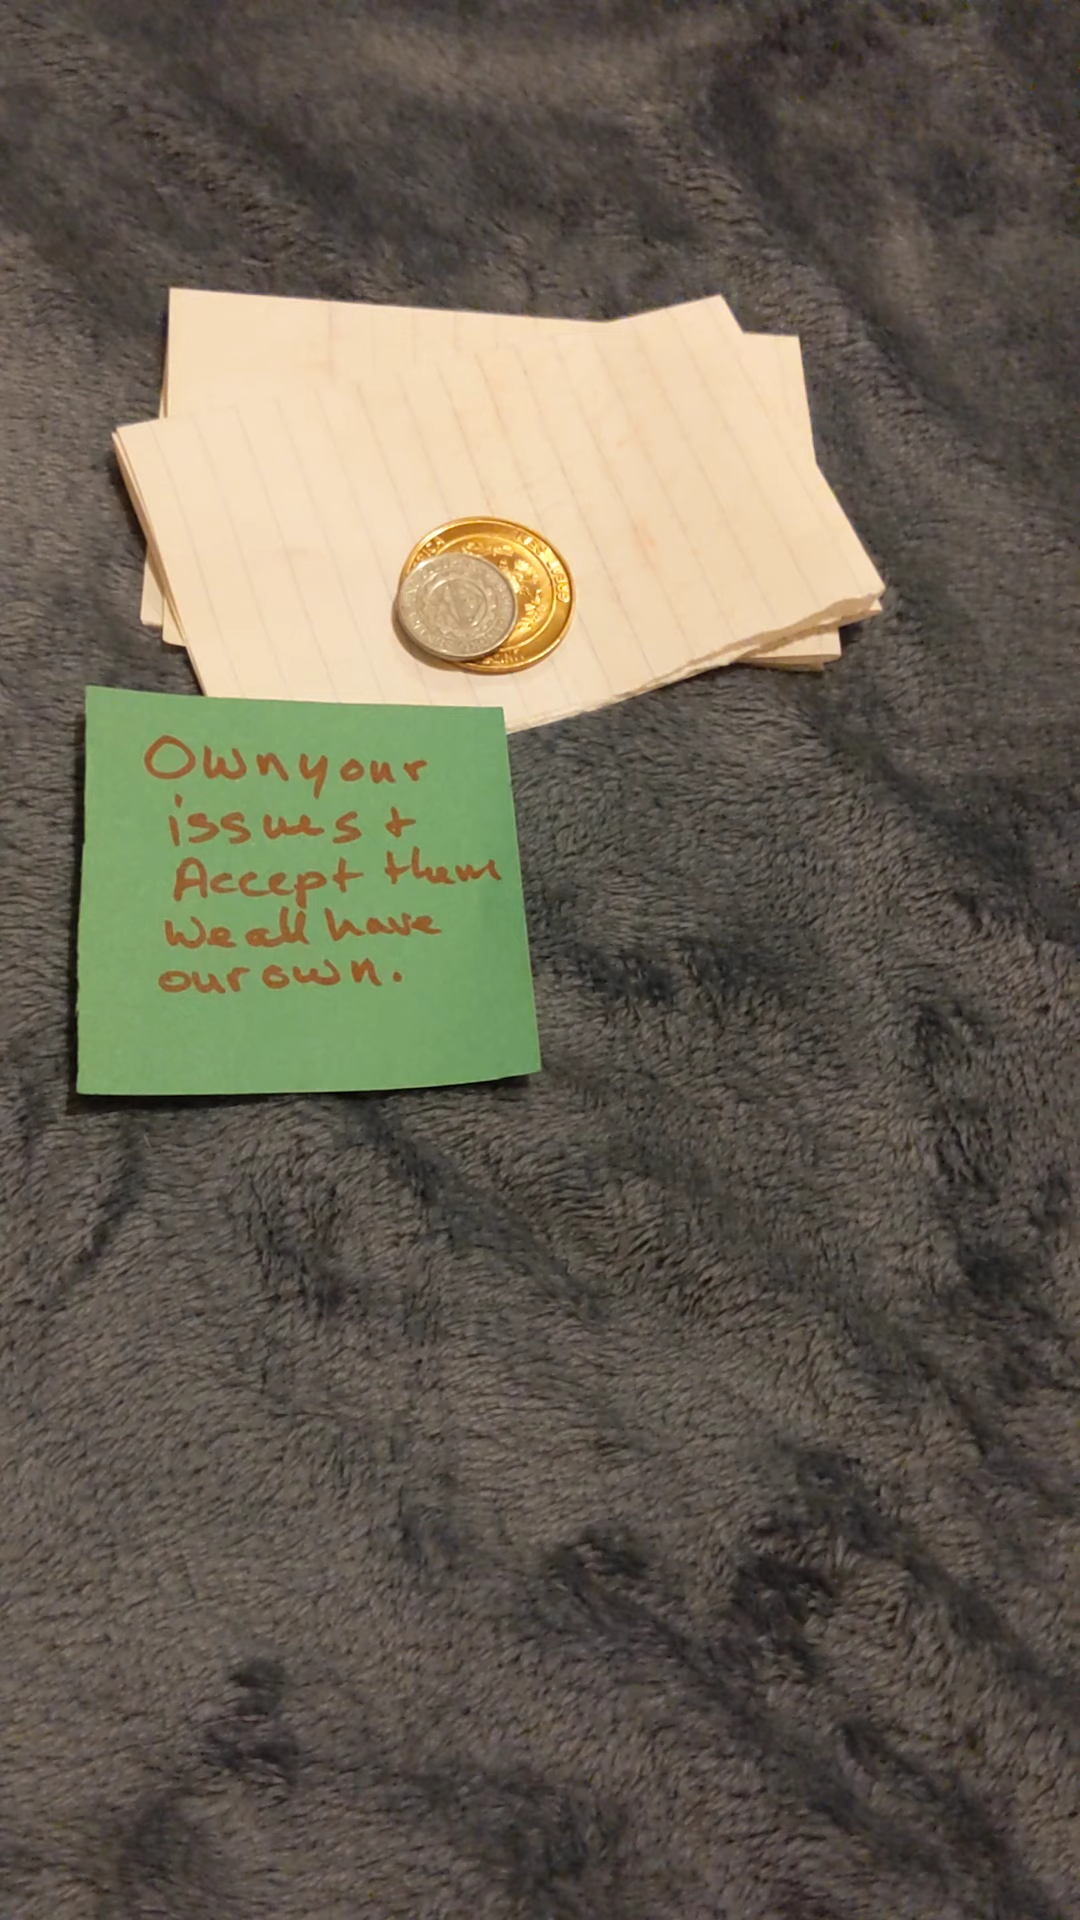 Own your
issues +
Accept them
We all have
our own.